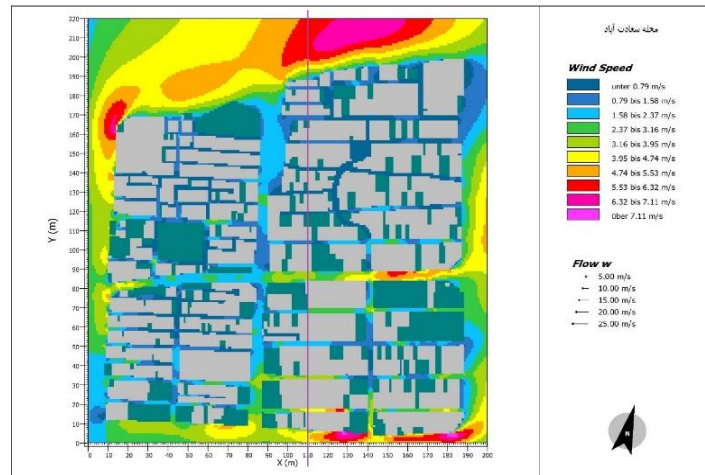 محله سعادت آباد
Wind Speed
unter 0.79 m/s
0.79 bis 1.58 m/s
1.58 bis 2.37 m/s
2.37 bis 3.16 m/s
3.16 bis 3.95 m/s
3.95 bis 4.74 m/s
4.74 bis 5.53 m/s
5.53 bis 6.32 m/s
6.32 bis 7.11 m/s
über 7.11 m/s
Flow w
5.00 m/s
10.00 m/s
15.00 m/s
20.00 m/s
25.00 m/s
N
220
210
200
190
180
170
160
150
140
130
120
110
100
90
80
70
60
50
40
30
20
10
0
Y (m)
0 10 20 30 40 50 60 70 80 90 100 110 120 130 140 150 160 170 180 190 200
X (m)